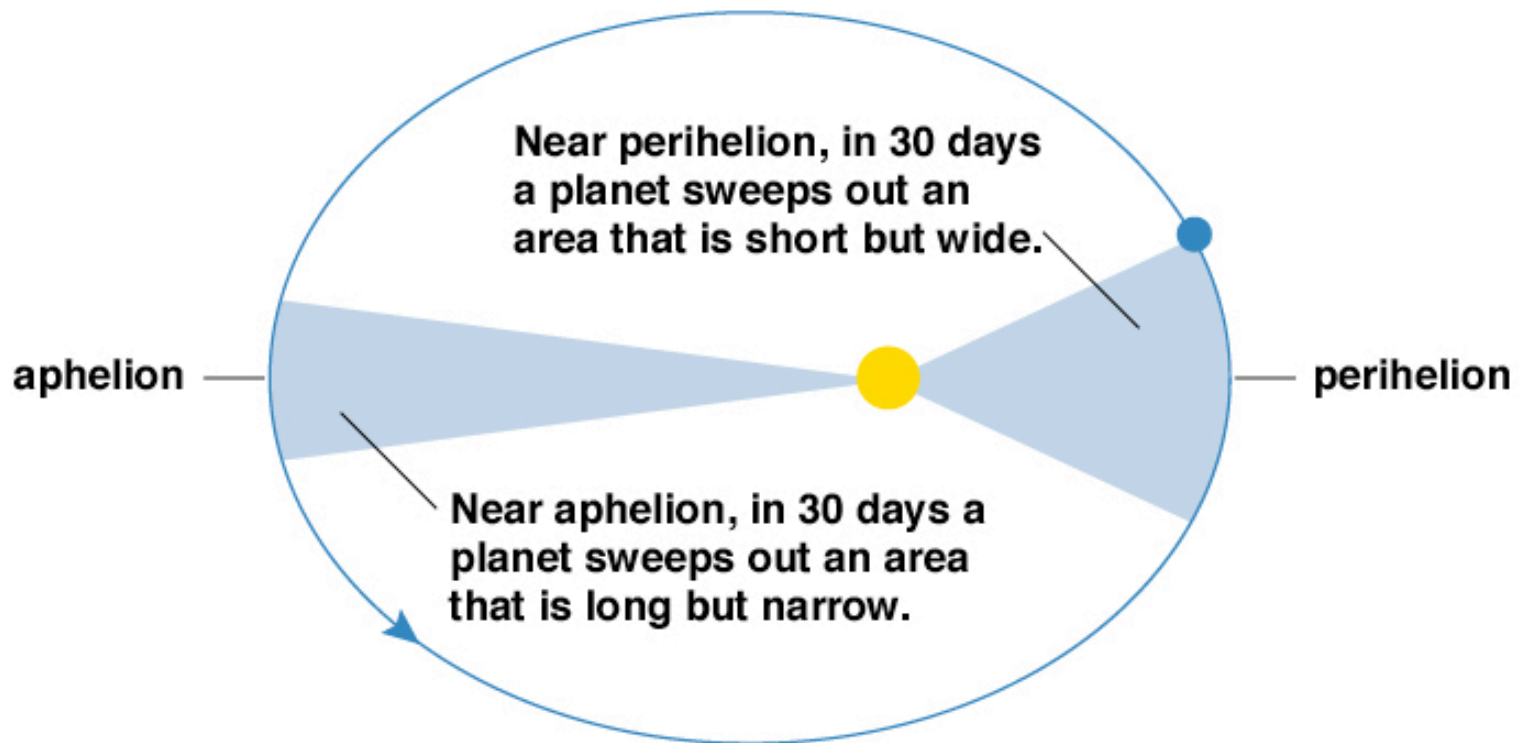 Near perihelion, in 30 days
a planet sweeps out an
area that is short but wide.
aphelion
perihelion
Near aphelion, in 30 days a
planet sweeps out an area
that is long but narrow.